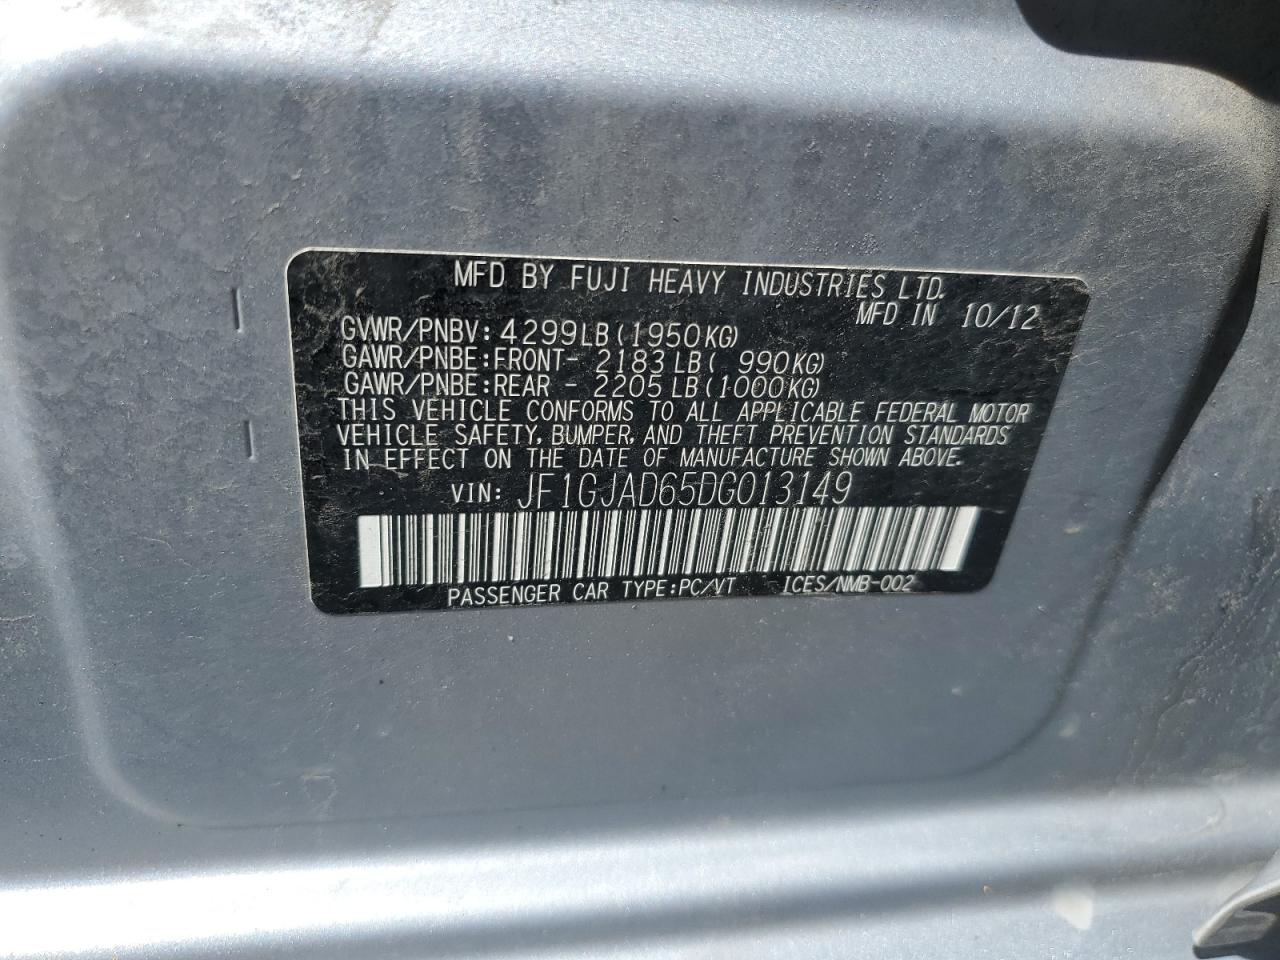 MFD BY FUJI HEAVY INDUSTRIES LTD.
MFD IN 10/12
GVWR/PNBV: 4299LB (1950KG)
GAWR/PNBE:FRONT- 2183LB ( 990KG)
GAWR/PNBE:REAR - 2205LB (1000KG)
THIS VEHICLE CONFORMS TO ALL APPLICABLE FEDERAL MOTOR
VEHICLE SAFETY, BUMPER, AND THEFT PREVENTION STANDARDS
IN EFFECT ON THE DATE OF MANUFACTURE SHOWN ABOVE.
VIN: JF1GJAD65DG013149
PASSENGER CAR TYPE:PC/VT ICES/NMB-002